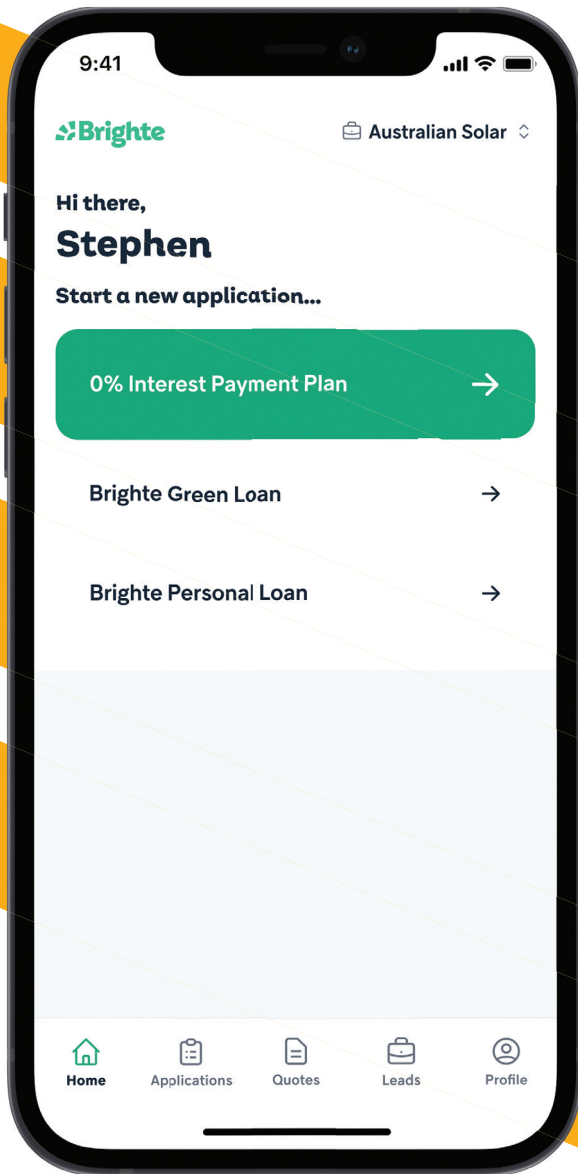 9:41
Brighte
Australian Solar
Hi there,
Stephen
Start a new application...
0% Interest Payment Plan
Brighte Green Loan
Brighte Personal Loan
Home Applications Quotes Leads Profile